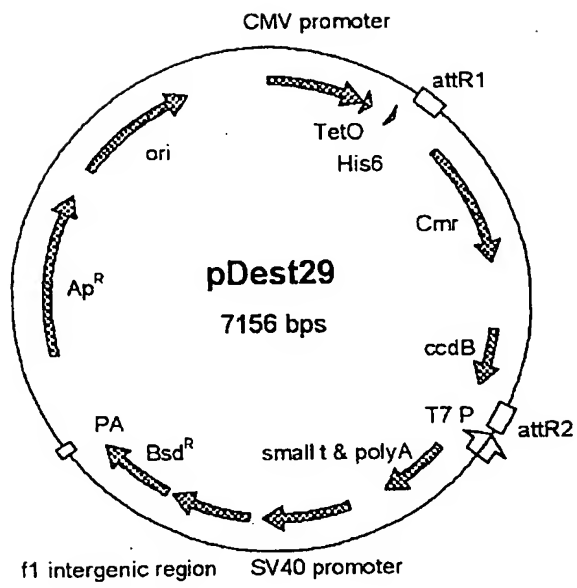 CMV promoter
attR1
TetO
His6
ori
Cmr
Ap^R
pDest29
7156 bps
ccdB
T7 P
attR2
PA
Bsd^R
small t & polyA
f1 intergenic region
SV40 promoter